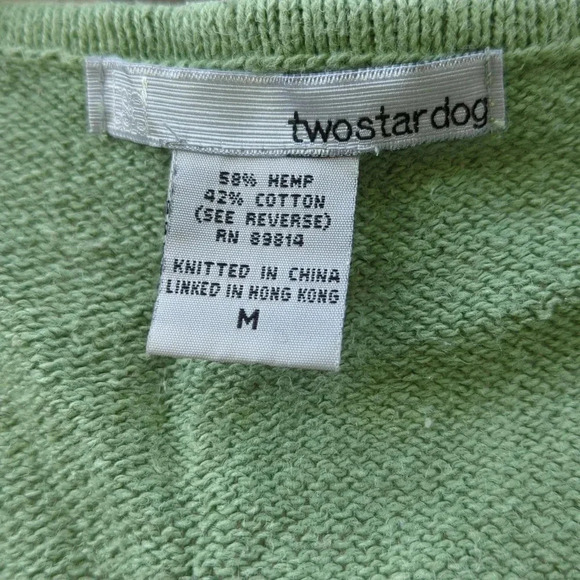 twostardog
58% HEMP
42% COTTON
(SEE REVERSE)
RN 89814
KNITTED IN CHINA
LINKED IN HONG KONG
M